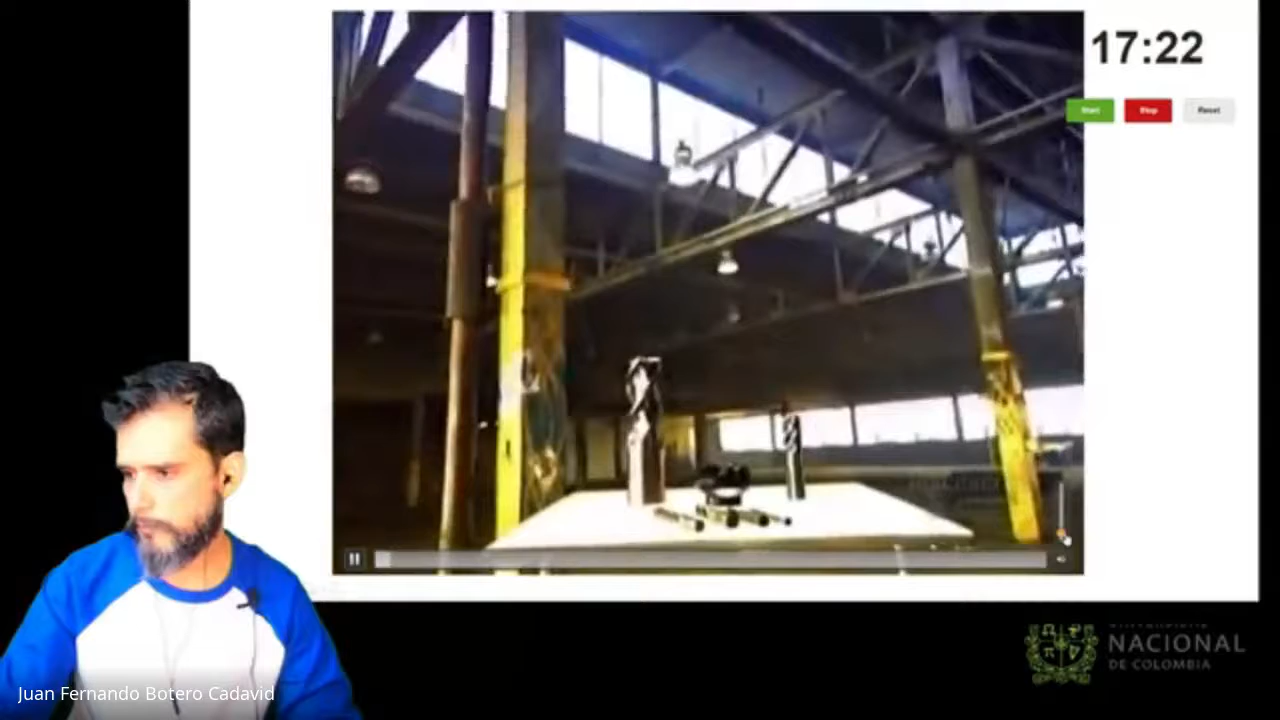 17:22
Start
Stop
Reset
NACIONAL
DE COLOMBIA
Juan Fernando Botero Cadavid